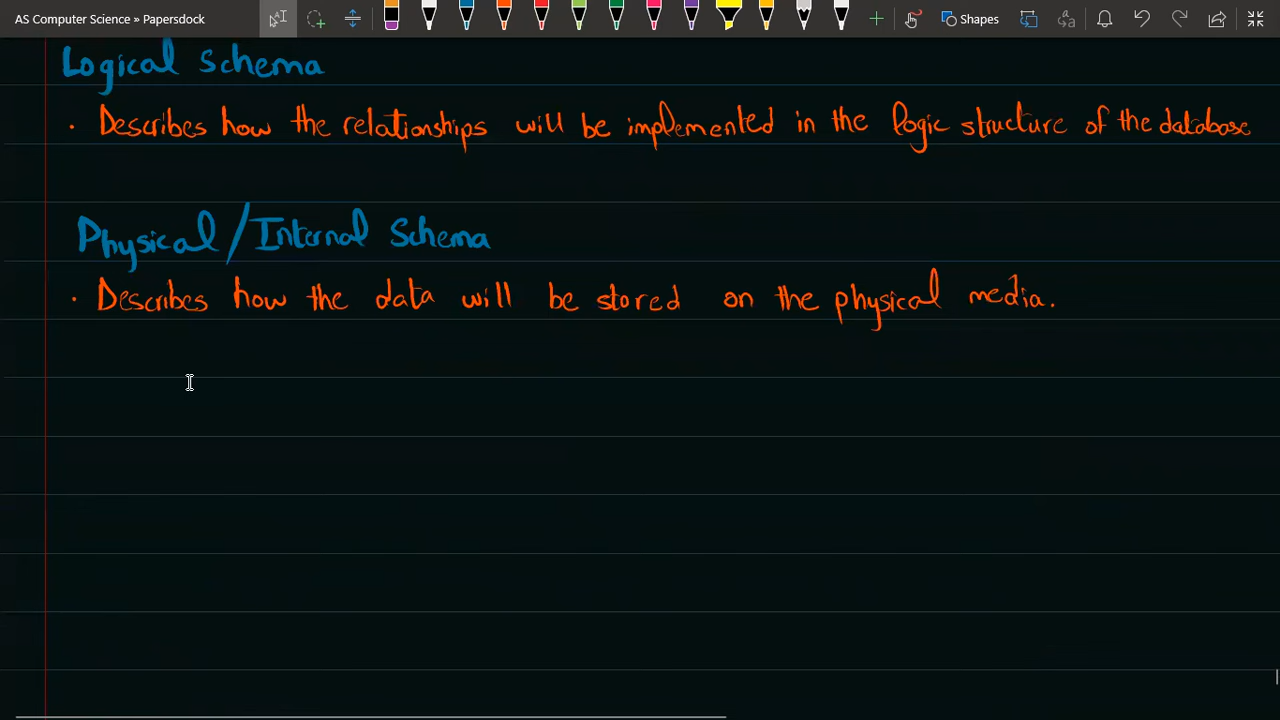 AS Computer Science » Papersdock
Shapes
Logical Schema
· Describes how the relationships will be implemented in the logic structure of the database
Physical/Internal Schema
· Describes how the data will be stored on the physical media.